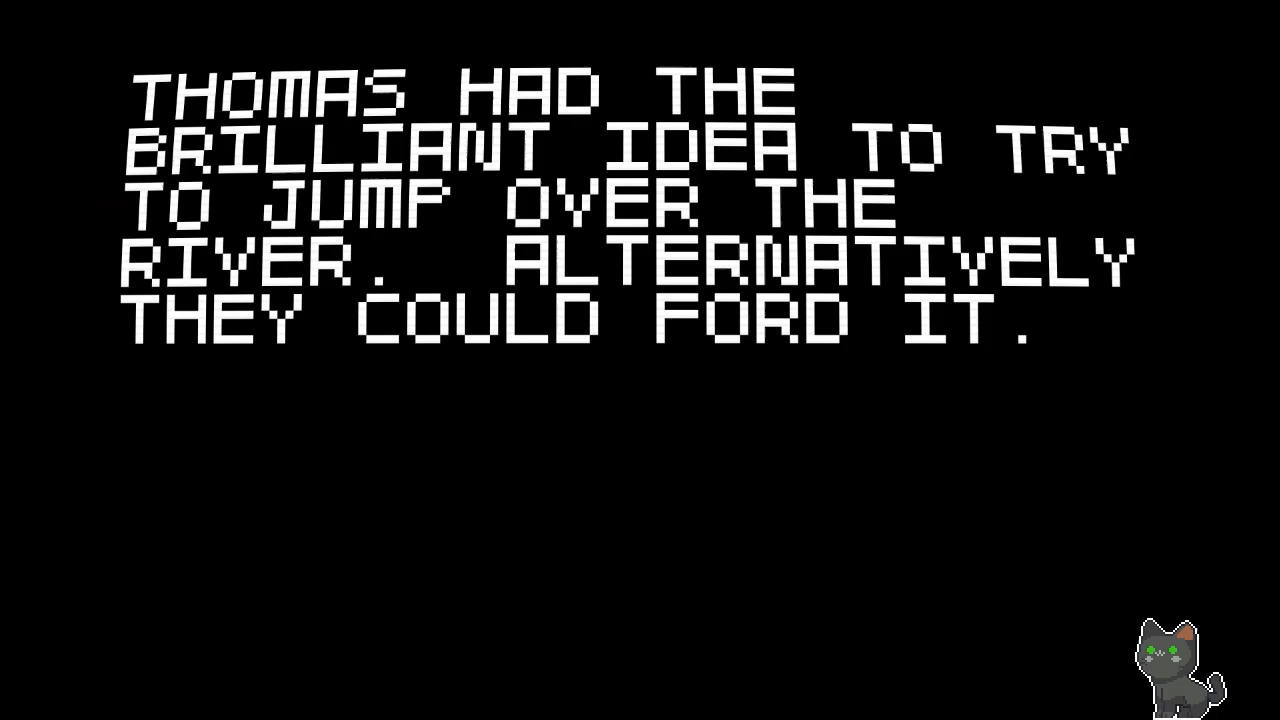 THOMAS HAD THE
BRILLIANT IDEA TO TRY
TO JUMP OVER THE
RIVER.  ALTERNATIVELY
THEY COULD FORD IT.